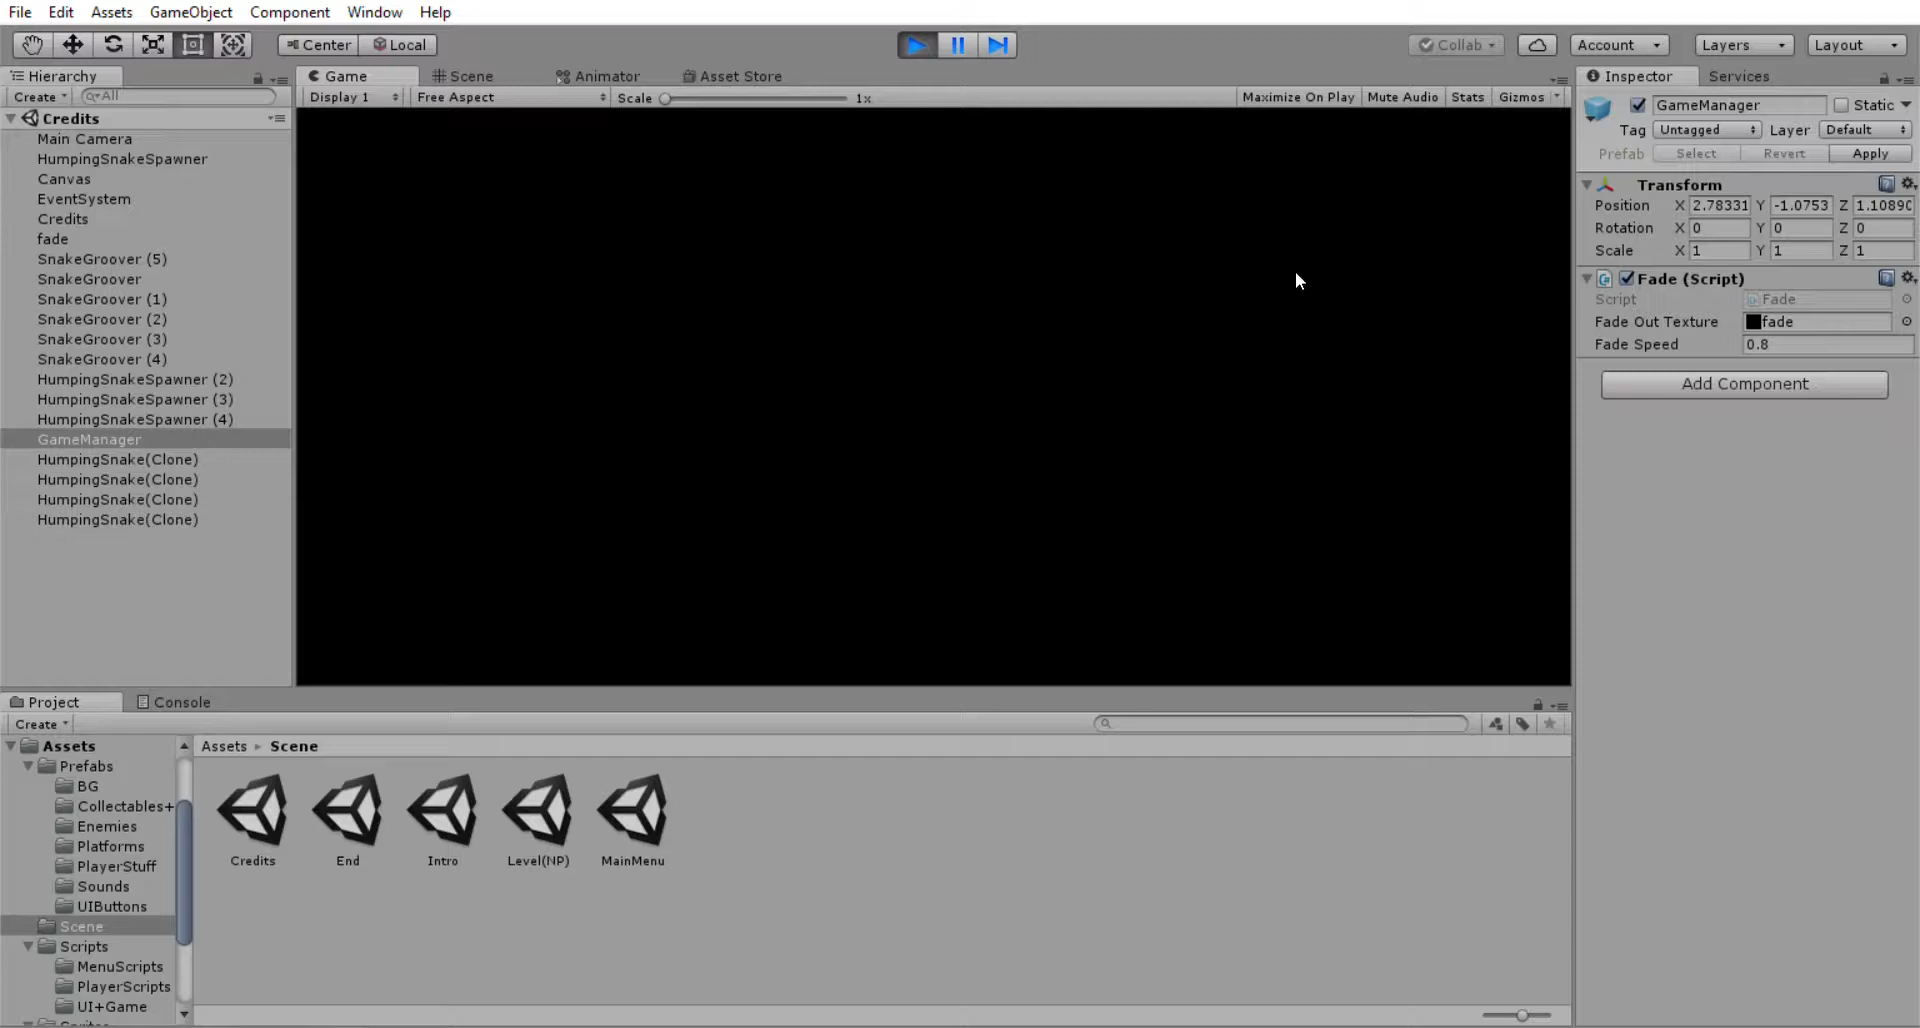 File Edit Assets GameObject Component Window Help
Center Local Collab Account Layers Layout
Hierarchy Game Scene Animator Asset Store Inspector Services
Create All Display 1 Free Aspect Scale 1x Maximize On Play Mute Audio Stats Gizmos
Credits
Main Camera
HumpingSnakeSpawner
Canvas
EventSystem
Credits
fade
SnakeGroover (5)
SnakeGroover
SnakeGroover (1)
SnakeGroover (2)
SnakeGroover (3)
SnakeGroover (4)
HumpingSnakeSpawner (2)
HumpingSnakeSpawner (3)
HumpingSnakeSpawner (4)
GameManager
HumpingSnake(Clone)
HumpingSnake(Clone)
HumpingSnake(Clone)
HumpingSnake(Clone)
GameManager Static
Tag Untagged Layer Default
Prefab Select Revert Apply
Transform
Position X 2.78331 Y -1.0753 Z
Rotation X 0 Y 0 Z 0
Scale X 1 Y 1 Z 1
Fade (Script)
Script Fade
Fade Out Texture fade
Fade Speed 0.8
Add Component
Project Console
Create
Assets
Prefabs
BG
Collectables+
Enemies
Platforms
PlayerStuff
Sounds
UIButtons
Scene
Scripts
MenuScripts
PlayerScripts
UI+Game
Assets Scene
Credits End Intro Level(NP) MainMenu